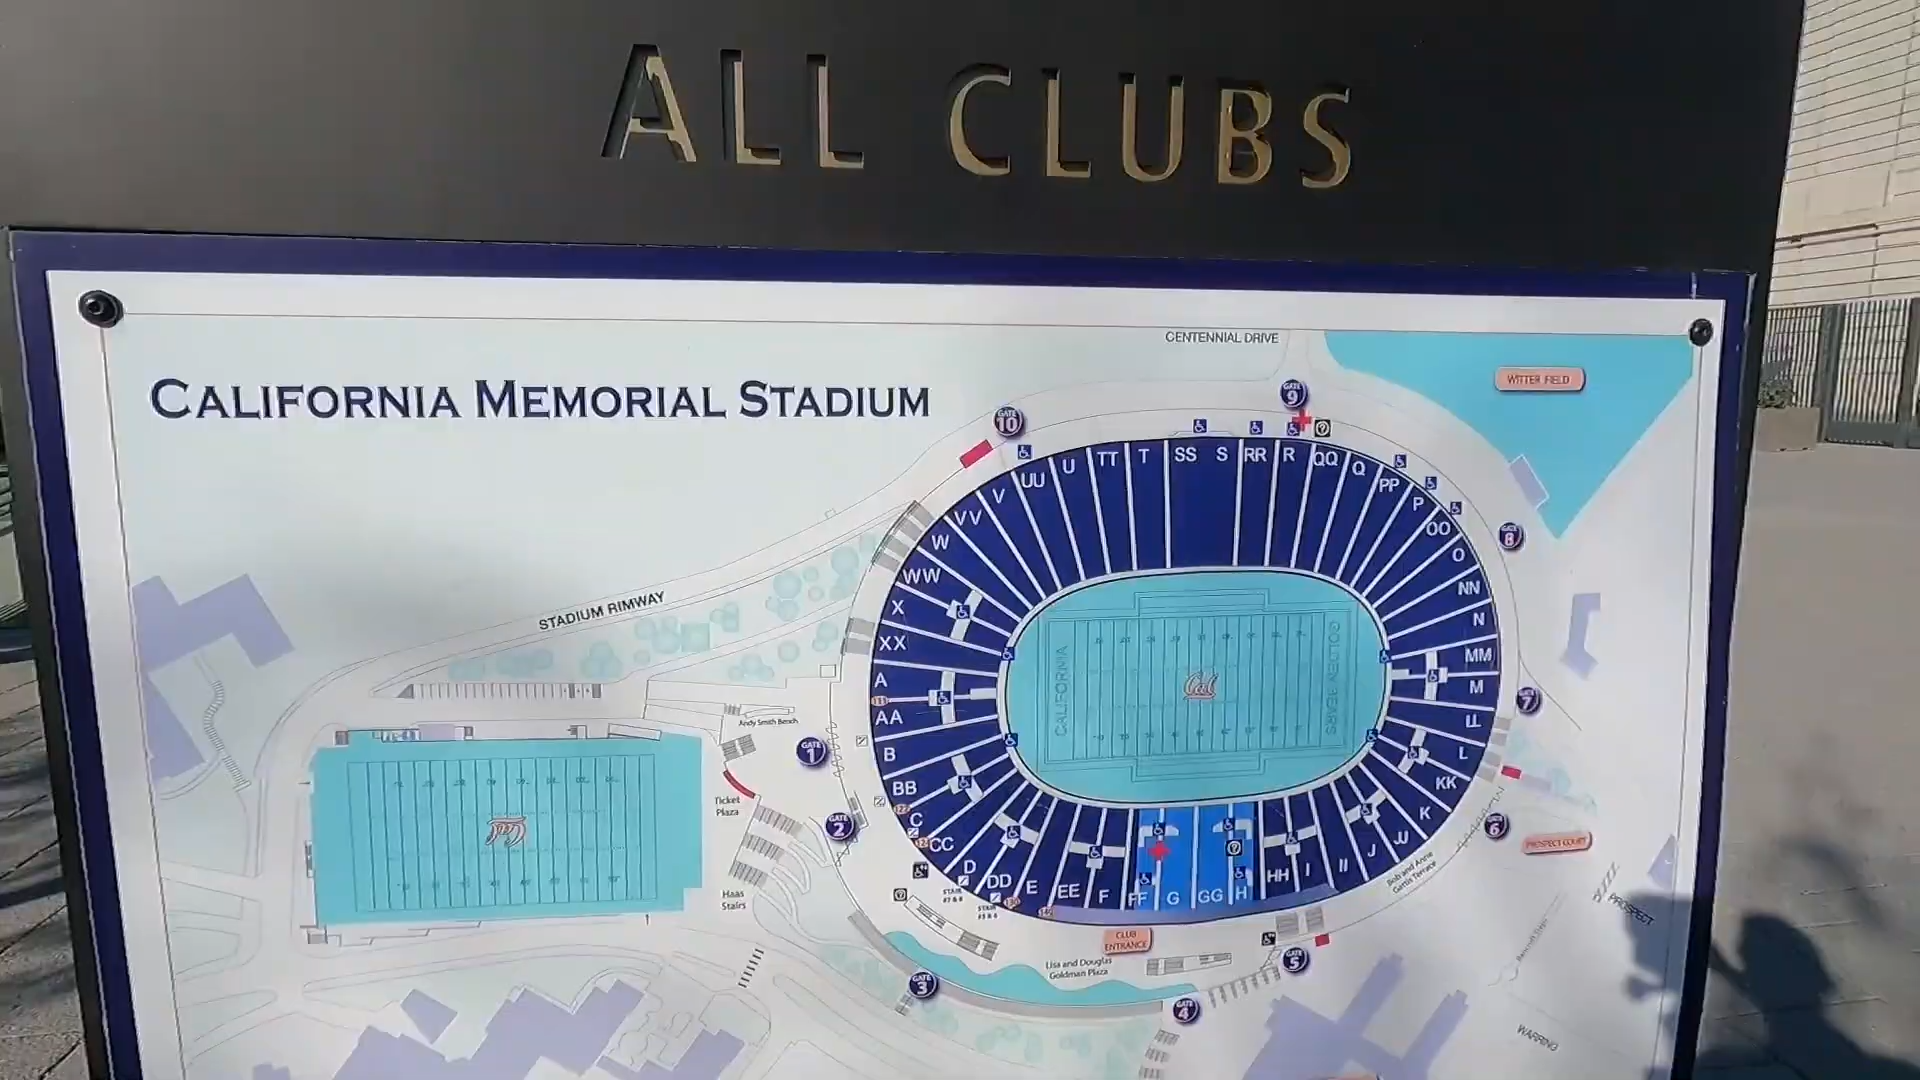 ALL CLUBS
CALIFORNIA MEMORIAL STADIUM
CENTENNIAL DRIVE
WITTER FIELD
GATE 9
GATE 10
GATE 8
GATE 7
GATE 6
GATE 5
GATE 4
GATE 3
GATE 2
GATE 1
SS S RR R QQ Q PP P OO O NN N MM M LL L KK K JJ J II I HH H GG G FF F EE E DD D CC C BB B AA A XX X WW W VV V UU U TT T
STADIUM RIMWAY
CALIFORNIA
Cal
GOLDEN BEARS
Andy Smith Bench
Ticket
Plaza
Haas
Stairs
Cal
CLUB
ENTRANCE
Lisa and Douglas
Goldman Plaza
Bob and Anne
Terrace
PROSPECT COURT
PROSPECT
WARRING